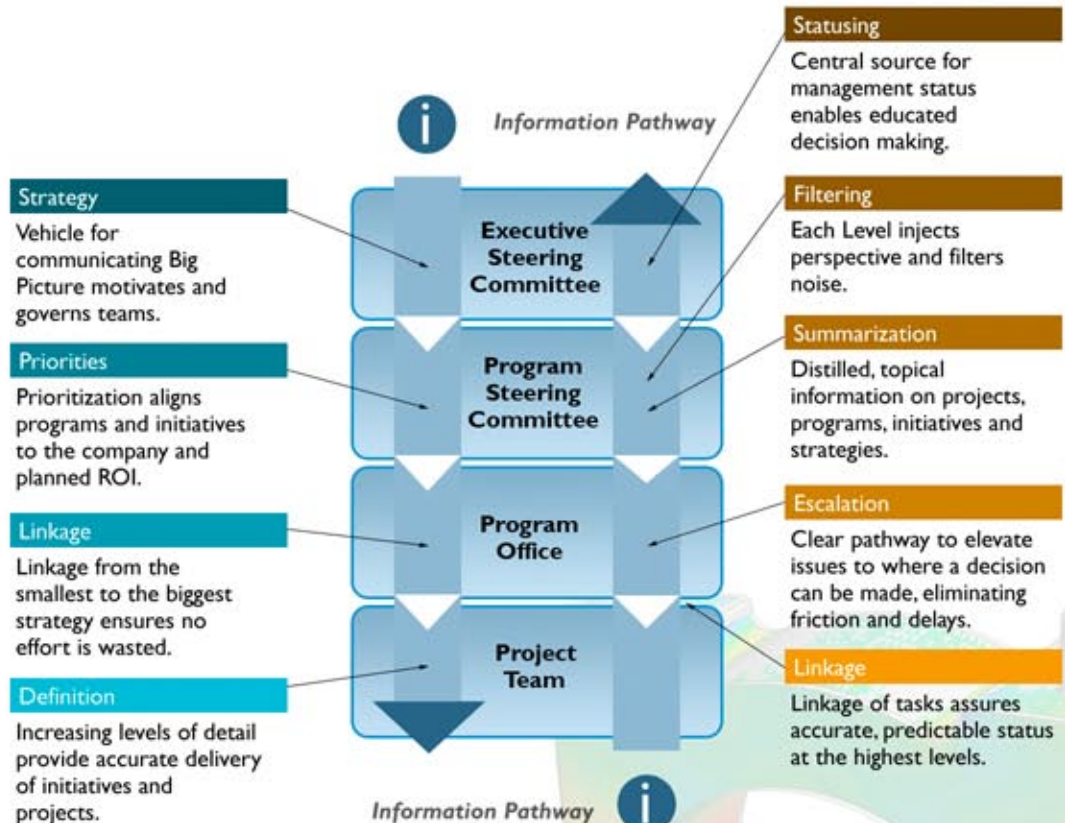 Information Pathway
Strategy
Vehicle for
communicating Big
Picture motivates and
governs teams.
Priorities
Prioritization aligns
programs and initiatives
to the company and
planned ROI.
Linkage
Linkage from the
smallest to the biggest
strategy ensures no
effort is wasted.
Definition
Increasing levels of detail
provide accurate delivery
of initiatives and
projects.
Executive
Steering
Committee
Program
Steering
Committee
Program
Office
Project
Team
Statusing
Central source for
management status
enables educated
decision making.
Filtering
Each Level injects
perspective and filters
noise.
Summarization
Distilled, topical
information on projects,
programs, initiatives and
strategies.
Escalation
Clear pathway to elevate
issues to where a decision
can be made, eliminating
friction and delays.
Linkage
Linkage of tasks assures
accurate, predictable status
at the highest levels.
Information Pathway